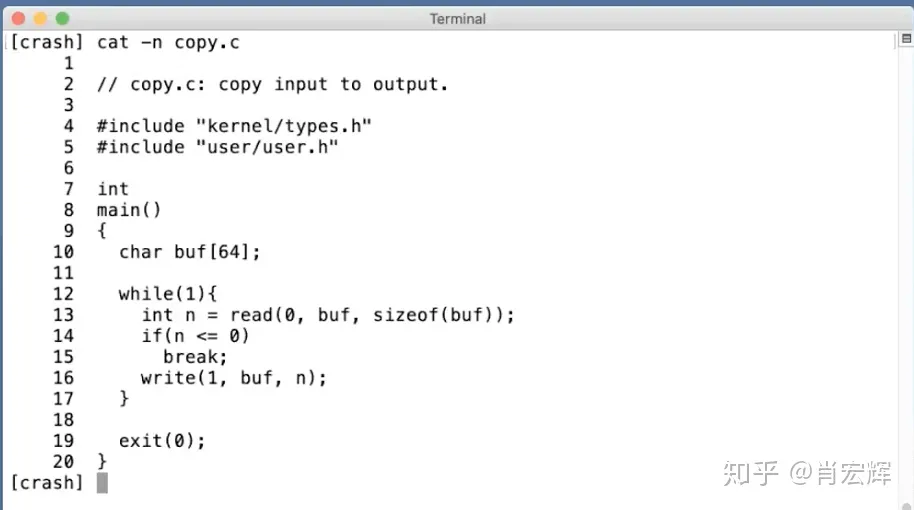 Terminal
[crash] cat -n copy.c
     1
     2  // copy.c: copy input to output.
     3
     4  #include "kernel/types.h"
     5  #include "user/user.h"
     6
     7  int
     8  main()
     9  {
    10    char buf[64];
    11
    12    while(1){
    13      int n = read(0, buf, sizeof(buf));
    14      if(n <= 0)
    15        break;
    16      write(1, buf, n);
    17    }
    18
    19    exit(0);
    20  }
[crash]
知乎 @肖宏辉